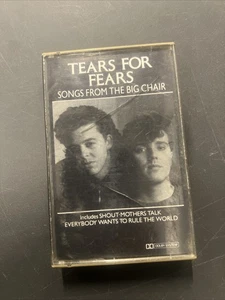 TEARS FOR
FEARS
SONGS FROM THE BIG CHAIR
includes SHOUT·MOTHERS TALK
EVERYBODY WANTS TO RULE THE WORLD